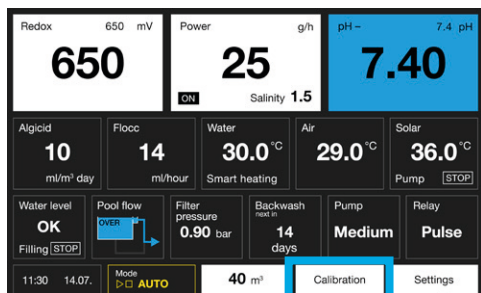 Redox 650 mV
650
Power g/h
25
ON Salinity 1.5
pH – 7.4 pH
7.40
Algicid
10
ml/m³ day
Flocc
14
ml/hour
Water
30.0 °C
Smart heating
Air
29.0 °C
Solar
36.0 °C
Pump STOP
Water level
OK
Filling STOP
Pool flow
OVER
Filter
pressure
0.90 bar
Backwash
next in
14
days
Pump
Medium
Relay
Pulse
11:30 14.07.
Mode
AUTO
40 m³
Calibration
Settings